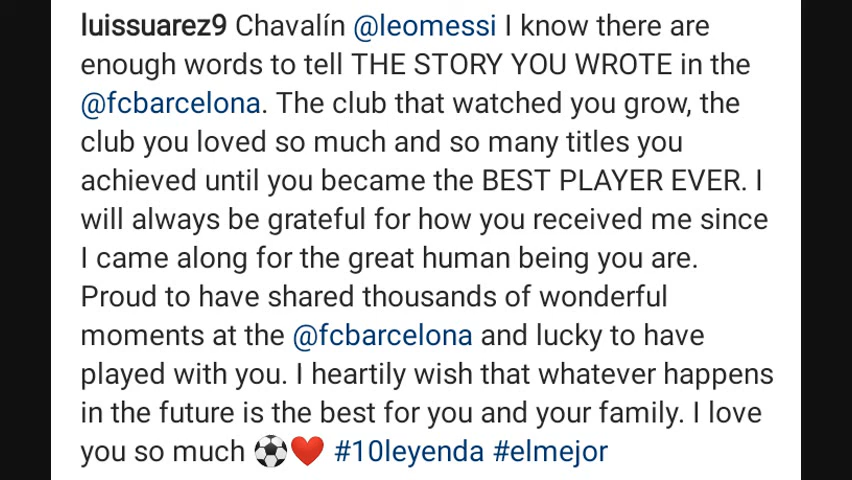 luissuarez9 Chavalín @leomessi I know there are
enough words to tell THE STORY YOU WROTE in the
@fcbarcelona. The club that watched you grow, the
club you loved so much and so many titles you
achieved until you became the BEST PLAYER EVER. I
will always be grateful for how you received me since
I came along for the great human being you are.
Proud to have shared thousands of wonderful
moments at the @fcbarcelona and lucky to have
played with you. I heartily wish that whatever happens
in the future is the best for you and your family. I love
you so much ⚽❤️ #10leyenda #elmejor